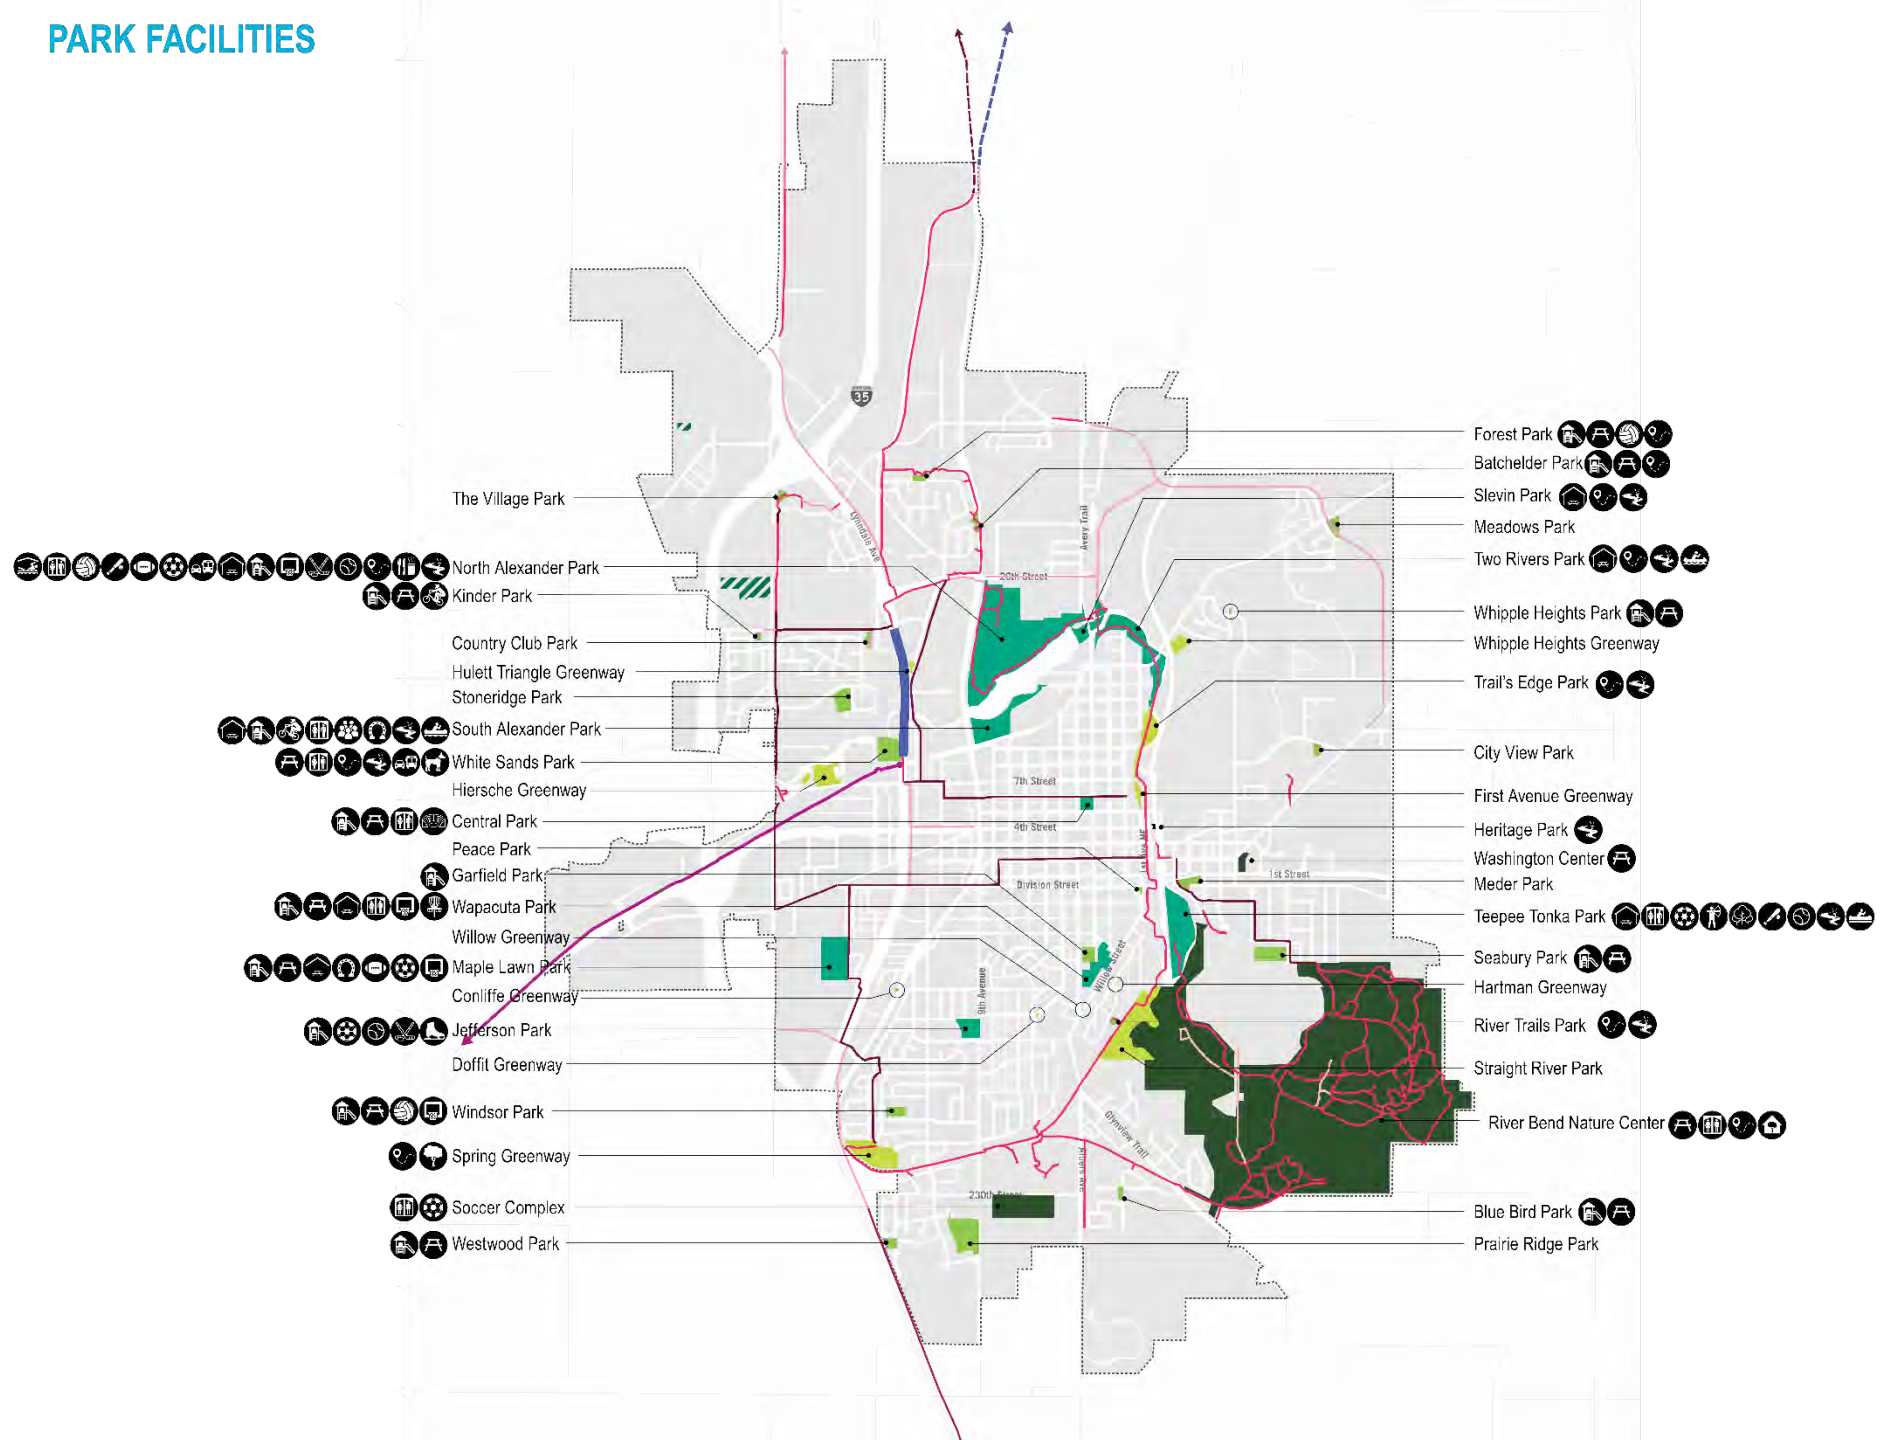 PARK FACILITIES
35
Lyndale Ave
Avery Trail
20th Street
7th Street
4th Street
1st Ave NE
1st Street
Division Street
Willow Street
9th Avenue
Glynview Trail
230th Street
The Village Park
North Alexander Park
Kinder Park
Country Club Park
Hulett Triangle Greenway
Stoneridge Park
South Alexander Park
White Sands Park
Hiersche Greenway
Central Park
Peace Park
Garfield Park
Wapacuta Park
Willow Greenway
Maple Lawn Park
Conliffe Greenway
Jefferson Park
Doffit Greenway
Windsor Park
Spring Greenway
Soccer Complex
Westwood Park
Forest Park
Batchelder Park
Slevin Park
Meadows Park
Two Rivers Park
Whipple Heights Park
Whipple Heights Greenway
Trail's Edge Park
City View Park
First Avenue Greenway
Heritage Park
Washington Center
Meder Park
Teepee Tonka Park
Seabury Park
Hartman Greenway
River Trails Park
Straight River Park
River Bend Nature Center
Blue Bird Park
Prairie Ridge Park